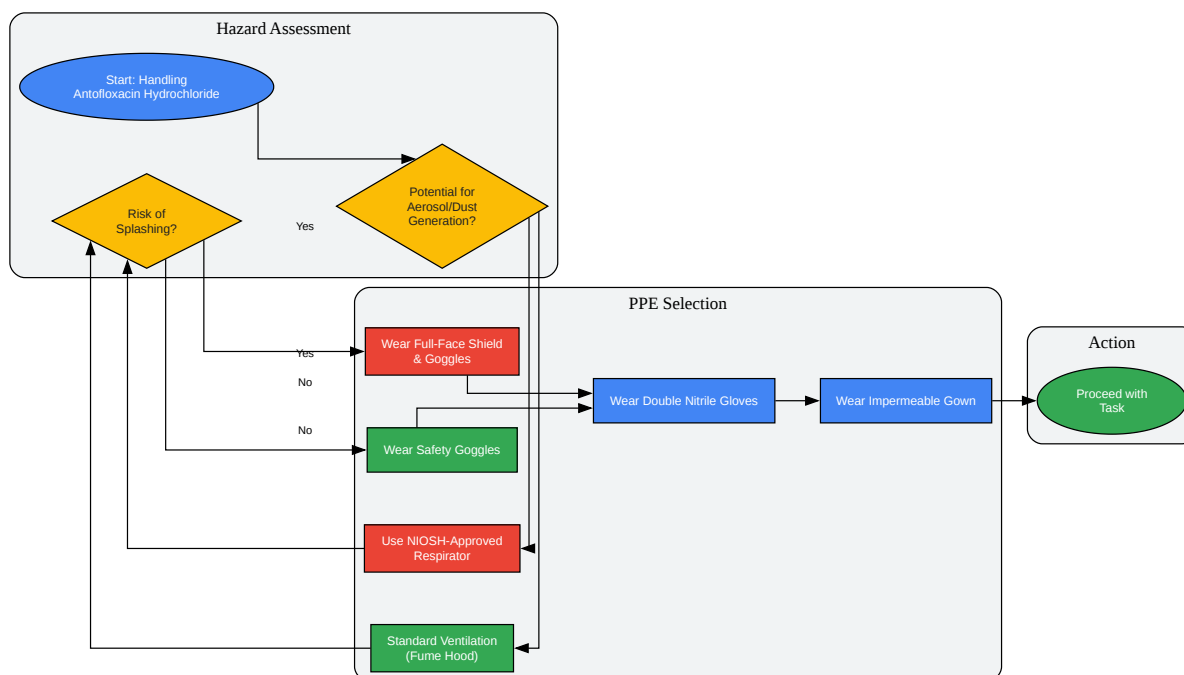 Hazard Assessment
Start: Handling
Antofloxacin Hydrochloride
Potential for
Aerosol/Dust
Generation?
Risk of
Splashing?
Yes
PPE Selection
Wear Full-Face Shield
& Goggles
Yes
No
No
Wear Double Nitrile Gloves
Wear Impermeable Gown
Action
Proceed with
Task
Wear Safety Goggles
Use NIOSH-Approved
Respirator
Standard Ventilation
(Fume Hood)